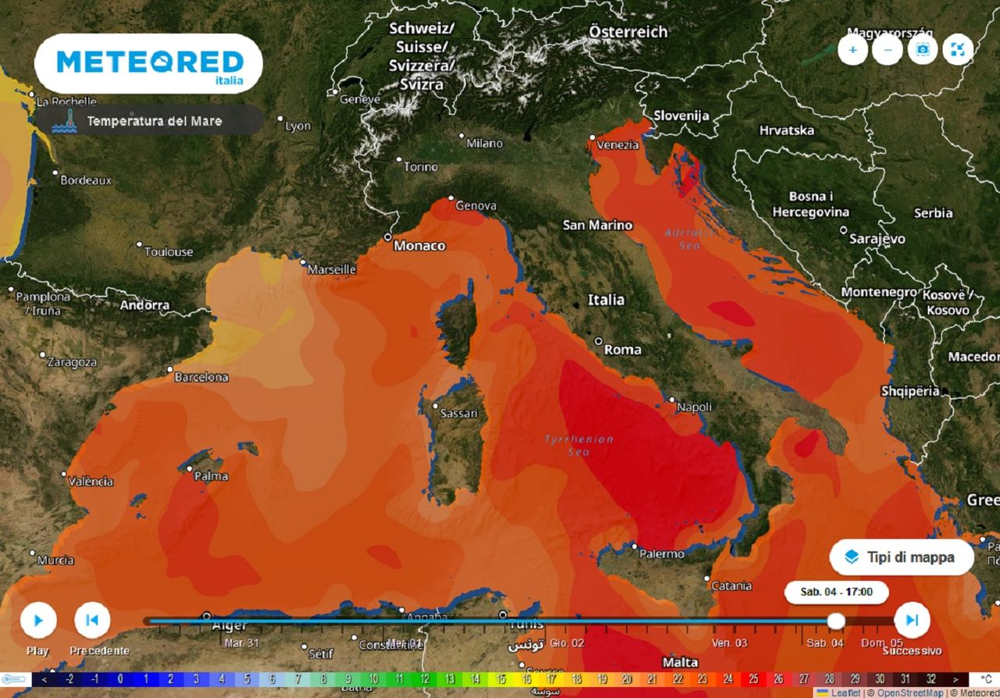 Schweiz/
Suisse/
Svizzera/
Svizra
Österreich
Magyarország
METEORED
italia
+
−
La Rochelle
Genève
Slovenija
Temperatura del Mare
Lyon
Hrvatska
Milano
Venezia
Torino
Bordeaux
Bosna i
Hercegovina
Genova
Serbia
San Marino
Adriatic
Sea
Sarajevo
Monaco
Toulouse
Marseille
Pamplona
/ Iruña
Andorra
Italia
Montenegro
Kosovë /
Kosovo
Roma
Zaragoza
Macedon
Barcelona
Shqipëria
Napoli
Sassari
Tyrrhenian
Sea
Palma
València
Gree
Murcia
Palermo
Tipi di mappa
Catania
Sab. 04 - 17:00
Alger
Annaba
Tunis
تونس
Play
Precedente
Mar. 31
Mer. 01
Gio. 02
Ven. 03
Sab. 04
Dom. 05
Successivo
Sétif
Constantine
Malta
Sousse
سوسة
< -2 -1 0 1 2 3 4 5 6 7 8 9 10 11 12 13 14 15 16 17 18 19 20 21 22 23 24 25 26 27 28 29 30 31 32 > °C
Batna
Leaflet | © OpenStreetMap | © Meteored